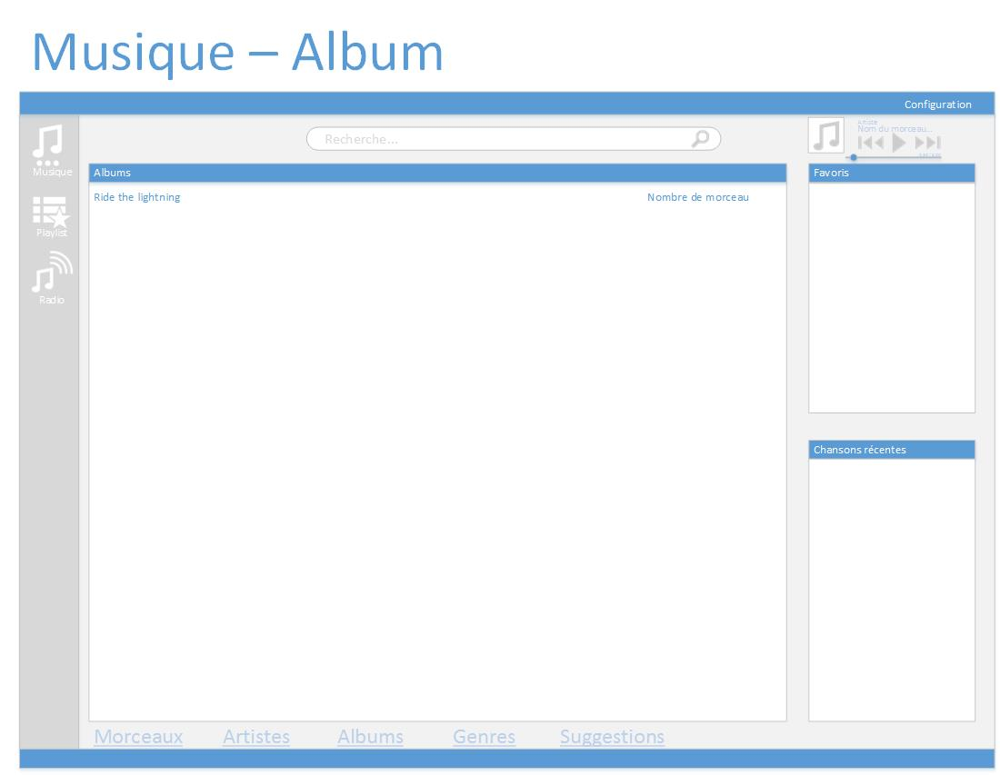 Musique – Album
Configuration
Musique
Playlist
Radio
Recherche...
Artiste
Nom du morceau...
Albums
Ride the lightning
Nombre de morceau
Favoris
Chansons récentes
Morceaux
Artistes
Albums
Genres
Suggestions